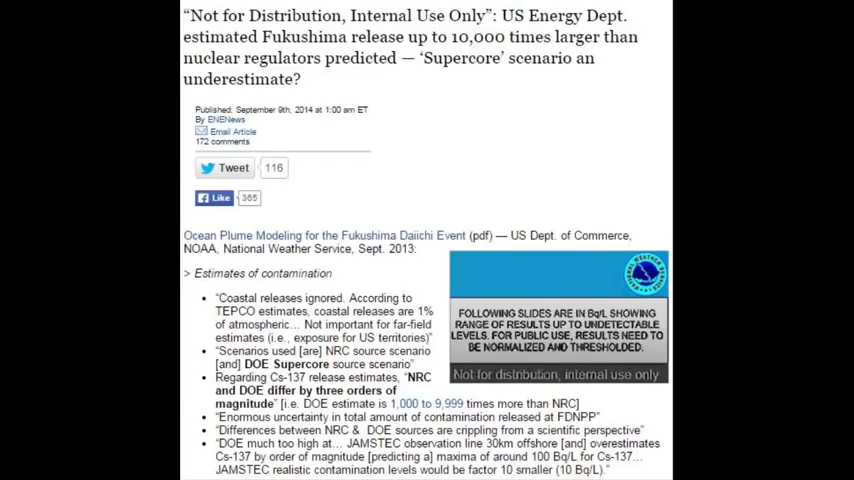 “Not for Distribution, Internal Use Only”: US Energy Dept.
estimated Fukushima release up to 10,000 times larger than
nuclear regulators predicted — ‘Supercore’ scenario an
underestimate?
Published: September 9th, 2014 at 1:00 am ET
By ENENews
Email Article
172 comments
Tweet 116
Like 365
Ocean Plume Modeling for the Fukushima Daiichi Event (pdf) — US Dept. of Commerce,
NOAA, National Weather Service, Sept. 2013:
> Estimates of contamination
• “Coastal releases ignored. According to
TEPCO estimates, coastal releases are 1%
of atmospheric… Not important for far-field
estimates (i.e., exposure for US territories)”
• “Scenarios used [are] NRC source scenario
[and] DOE Supercore source scenario”
• Regarding Cs-137 release estimates, “NRC
and DOE differ by three orders of
magnitude” [i.e. DOE estimate is 1,000 to 9,999 times more than NRC]
• “Enormous uncertainty in total amount of contamination released at FDNPP”
• “Differences between NRC & DOE sources are crippling from a scientific perspective”
• “DOE much too high at… JAMSTEC observation line 30km offshore [and] overestimates
Cs-137 by order of magnitude [predicting a] maxima of around 100 Bq/L for Cs-137…
JAMSTEC realistic contamination levels would be factor 10 smaller (10 Bq/L).”
NATIONAL WEATHER SERVICE
FOLLOWING SLIDES ARE IN Bq/L SHOWING
RANGE OF RESULTS UP TO UNDETECTABLE
LEVELS. FOR PUBLIC USE, RESULTS NEED TO
BE NORMALIZED AND THRESHOLDED.
Not for distribution, internal use only